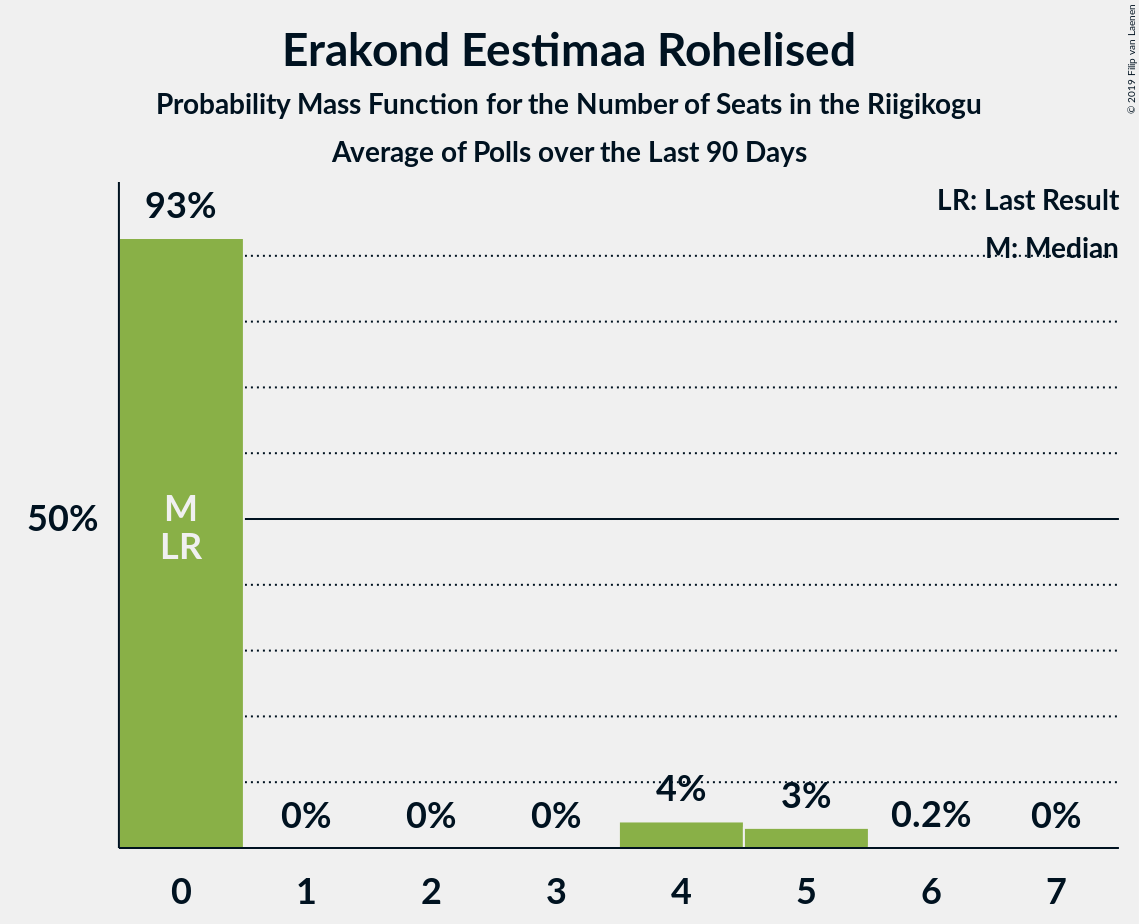 Erakond Eestimaa Rohelised
Probability Mass Function for the Number of Seats in the Riigikogu
Average of Polls over the Last 90 Days
© 2019 Filip van Laenen
LR: Last Result
M: Median
93%
50%
M
LR
0% 0% 0% 4% 3% 0.2% 0%
0 1 2 3 4 5 6 7